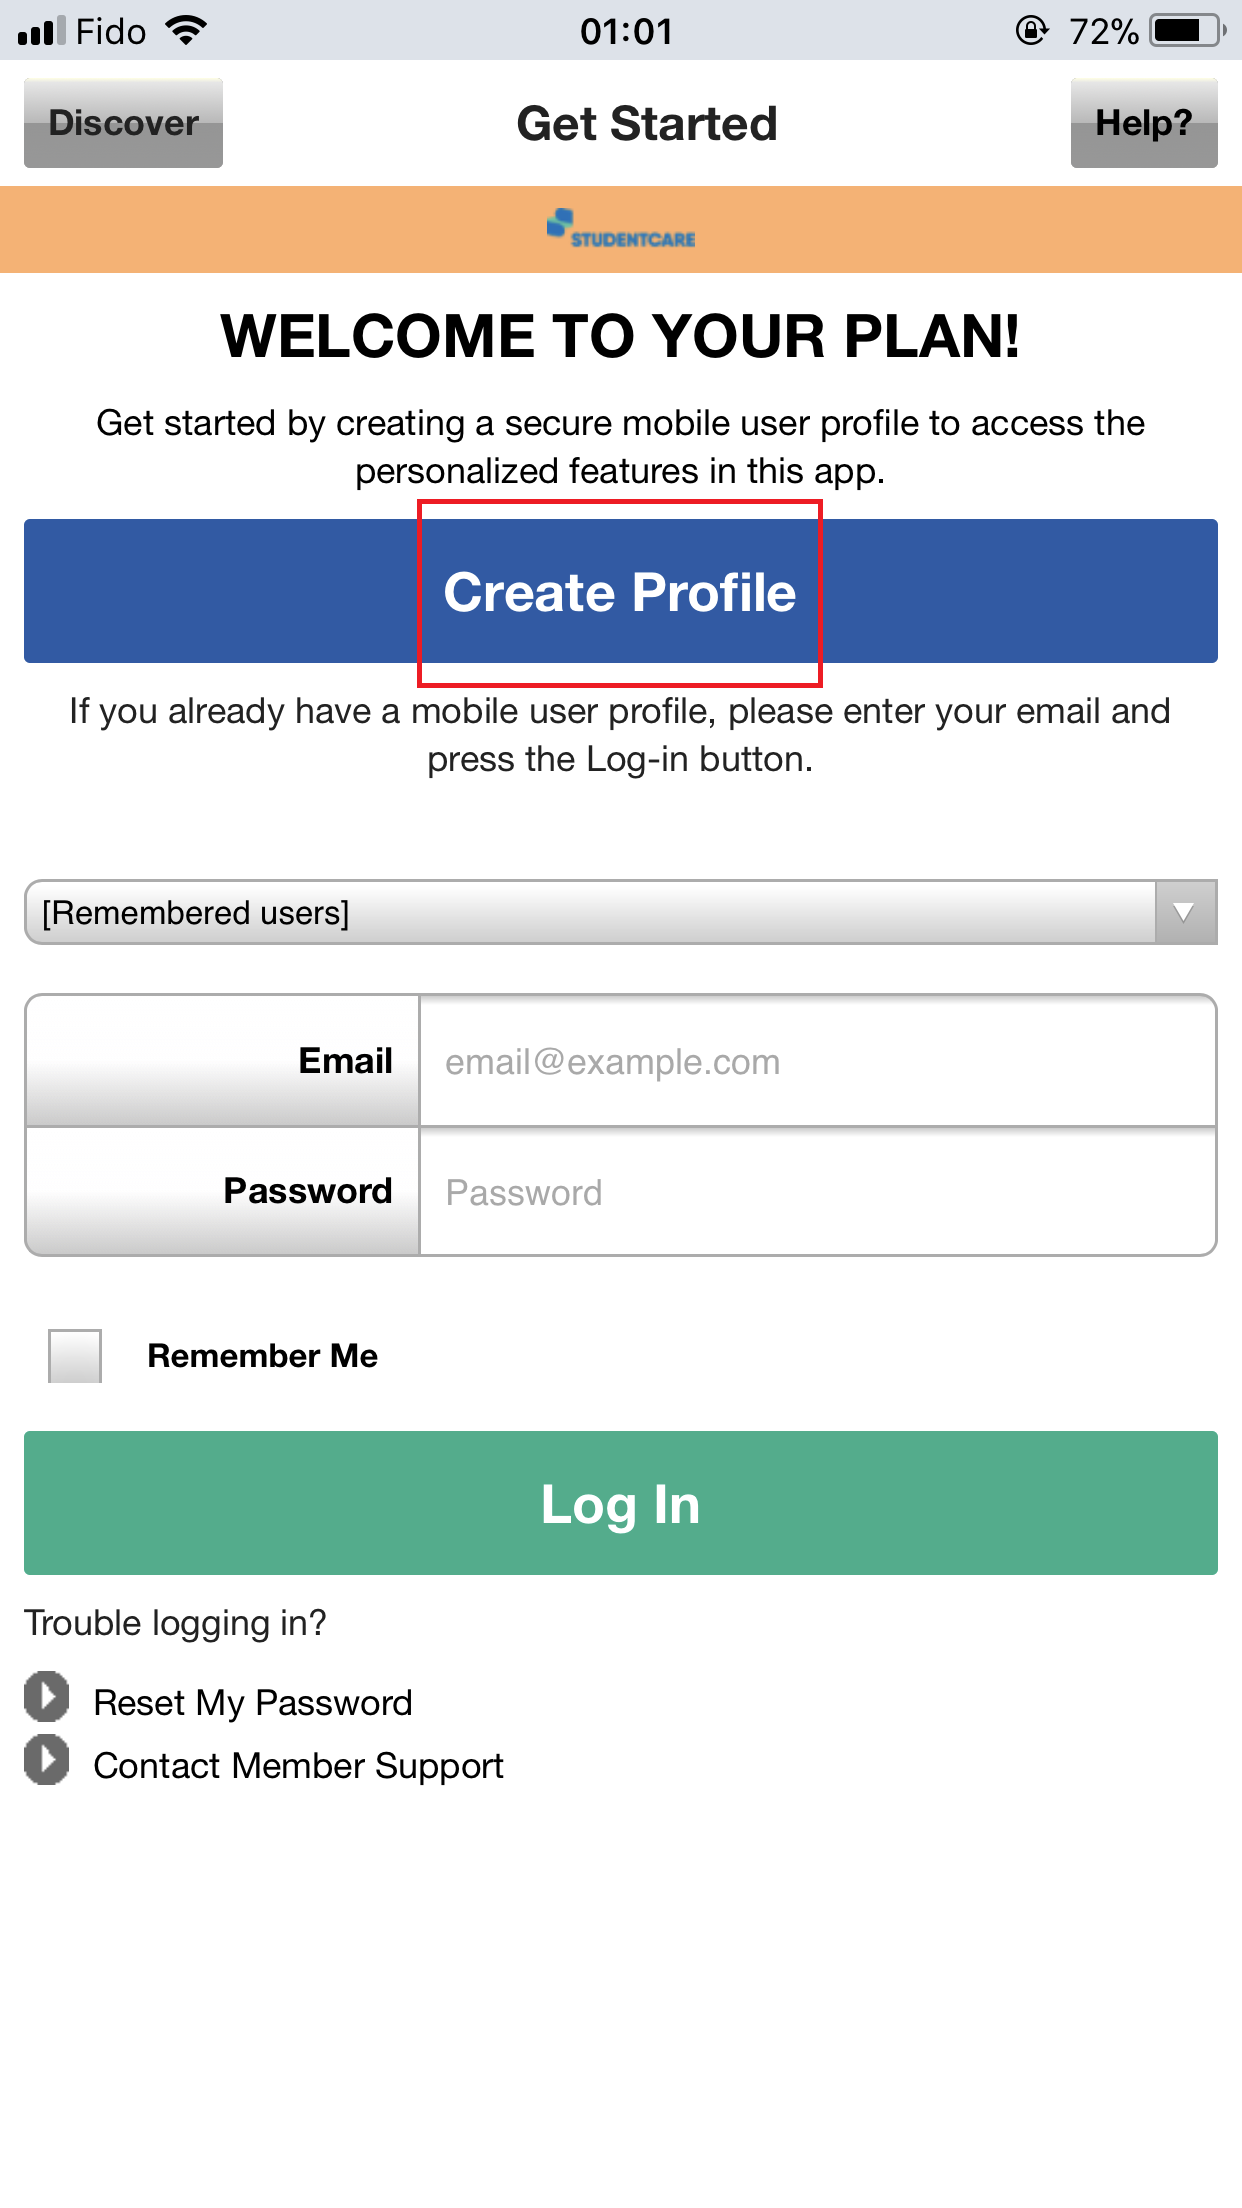 Fido 01:01 72%
Discover Get Started Help?
STUDENTCARE
WELCOME TO YOUR PLAN!
Get started by creating a secure mobile user profile to access the
personalized features in this app.
Create Profile
If you already have a mobile user profile, please enter your email and
press the Log-in button.
[Remembered users]
Email email@example.com
Password Password
Remember Me
Log In
Trouble logging in?
Reset My Password
Contact Member Support